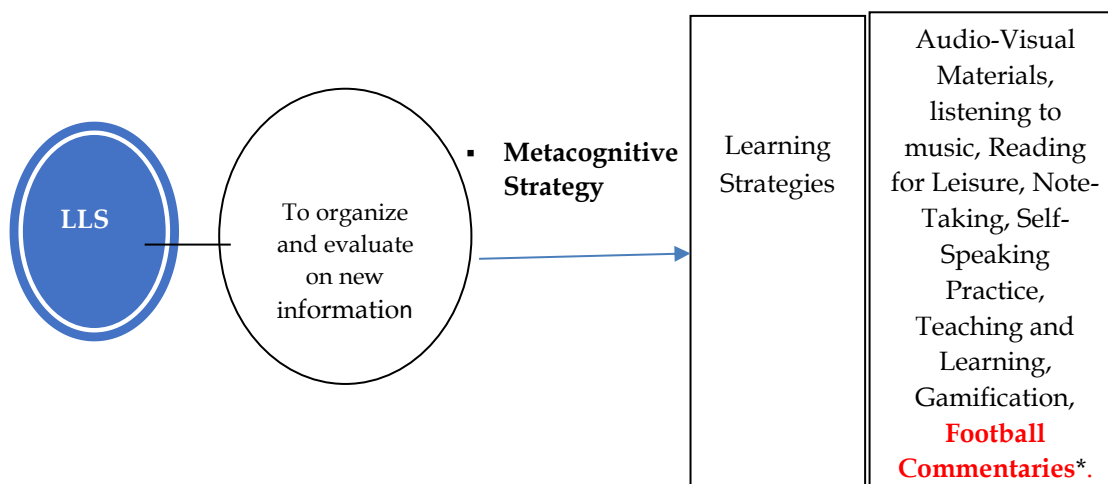 LLS
To organize
and evaluate
on new
information
▪ Metacognitive
Strategy
Learning
Strategies
Audio-Visual
Materials,
listening to
music, Reading
for Leisure, Note-
Taking, Self-
Speaking
Practice,
Teaching and
Learning,
Gamification,
Football
Commentaries*.